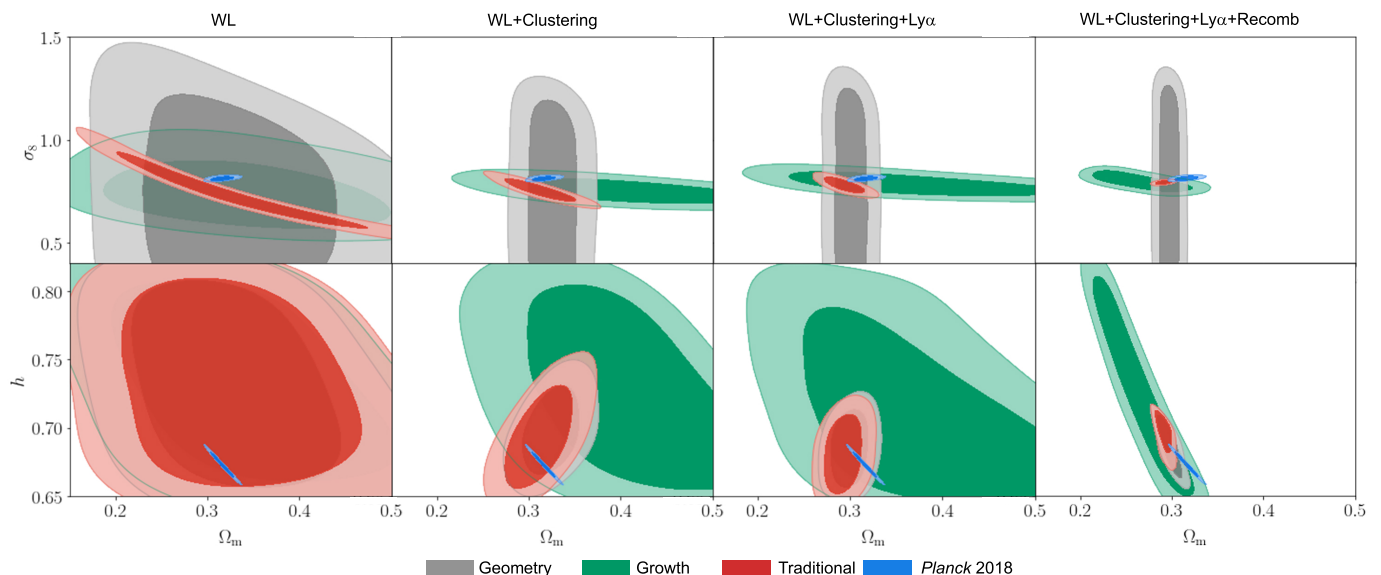 WL WL+Clustering WL+Clustering+Lyα WL+Clustering+Lyα+Recomb
1.5
1.0
σ8
0.5
0.80
0.75
h
0.70
0.65
0.2 0.3 0.4 0.5 0.2 0.3 0.4 0.5 0.2 0.3 0.4 0.5 0.2 0.3 0.4 0.5
Ωm Ωm Ωm Ωm
Geometry Growth Traditional Planck 2018